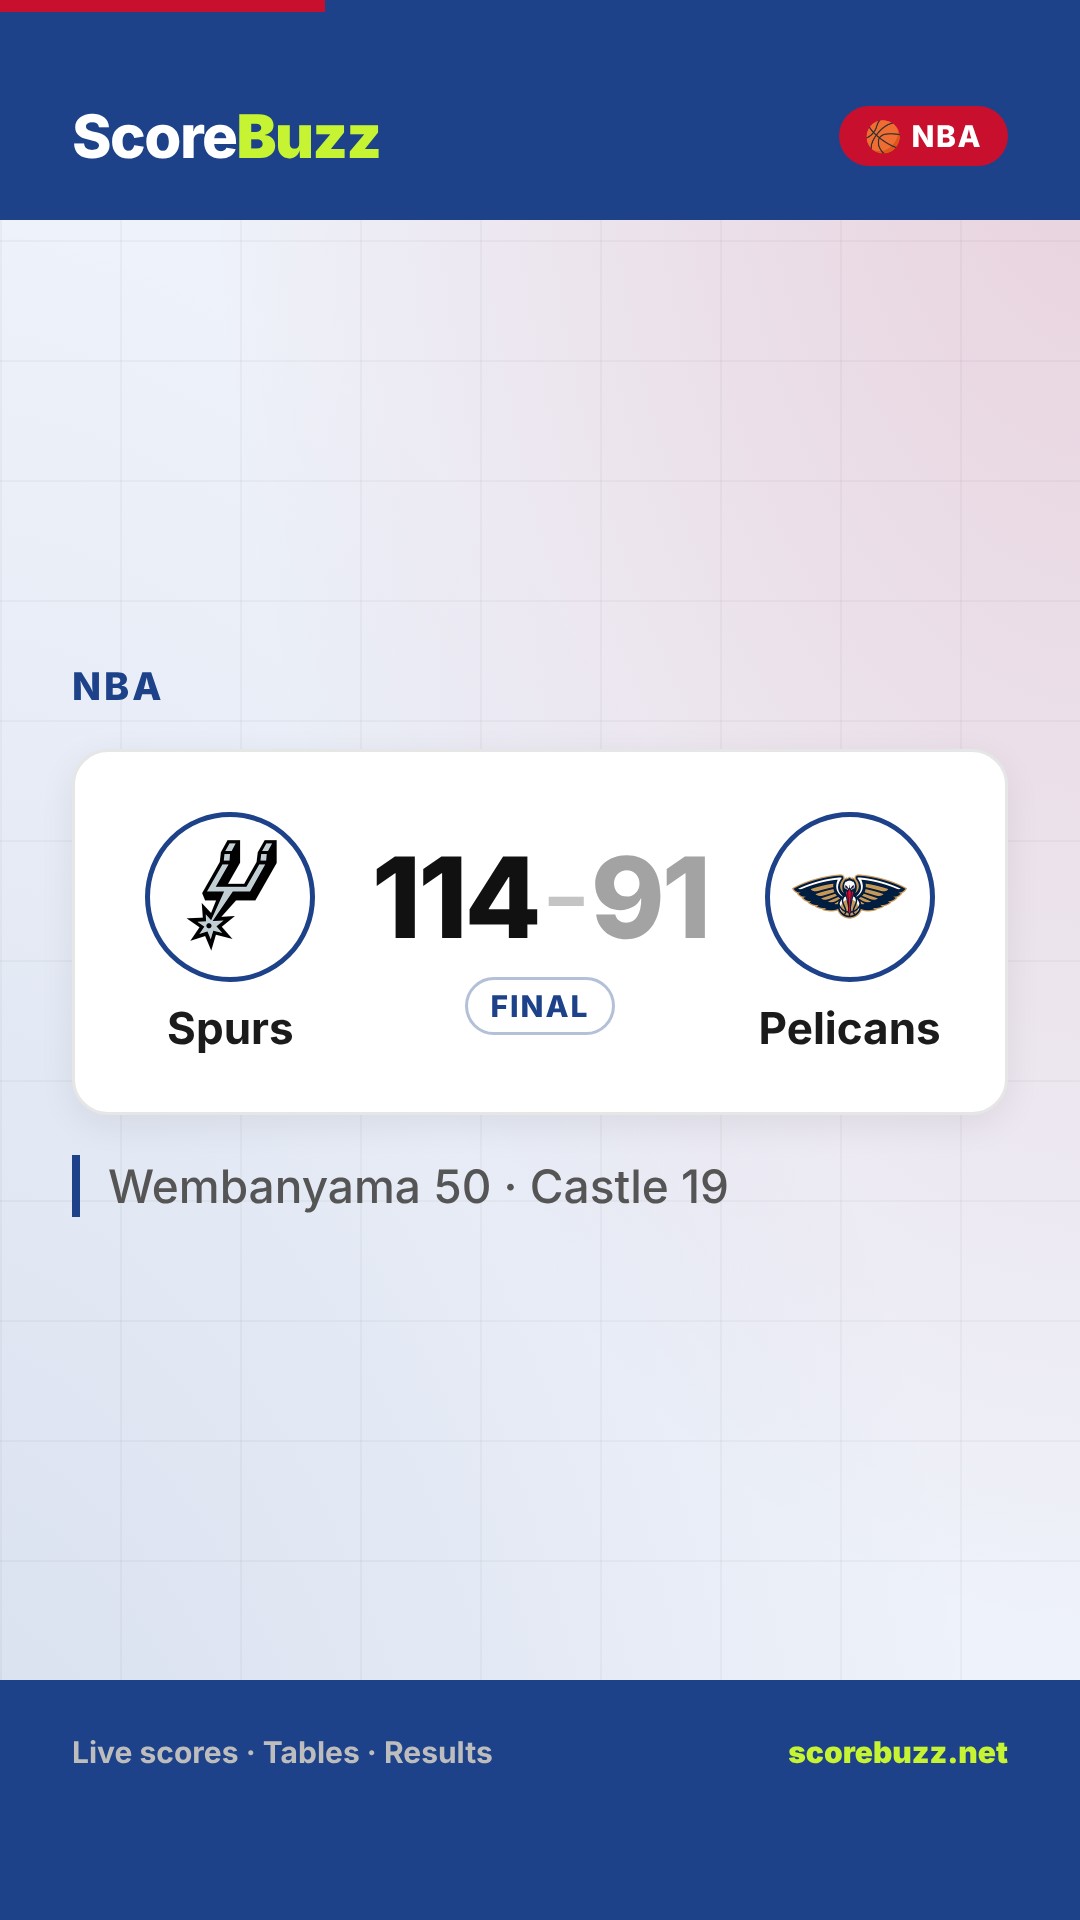 ScoreBuzz
NBA
NBA
114-91
FINAL
Spurs
Pelicans
Wembanyama 50 · Castle 19
Live scores · Tables · Results
scorebuzz.net